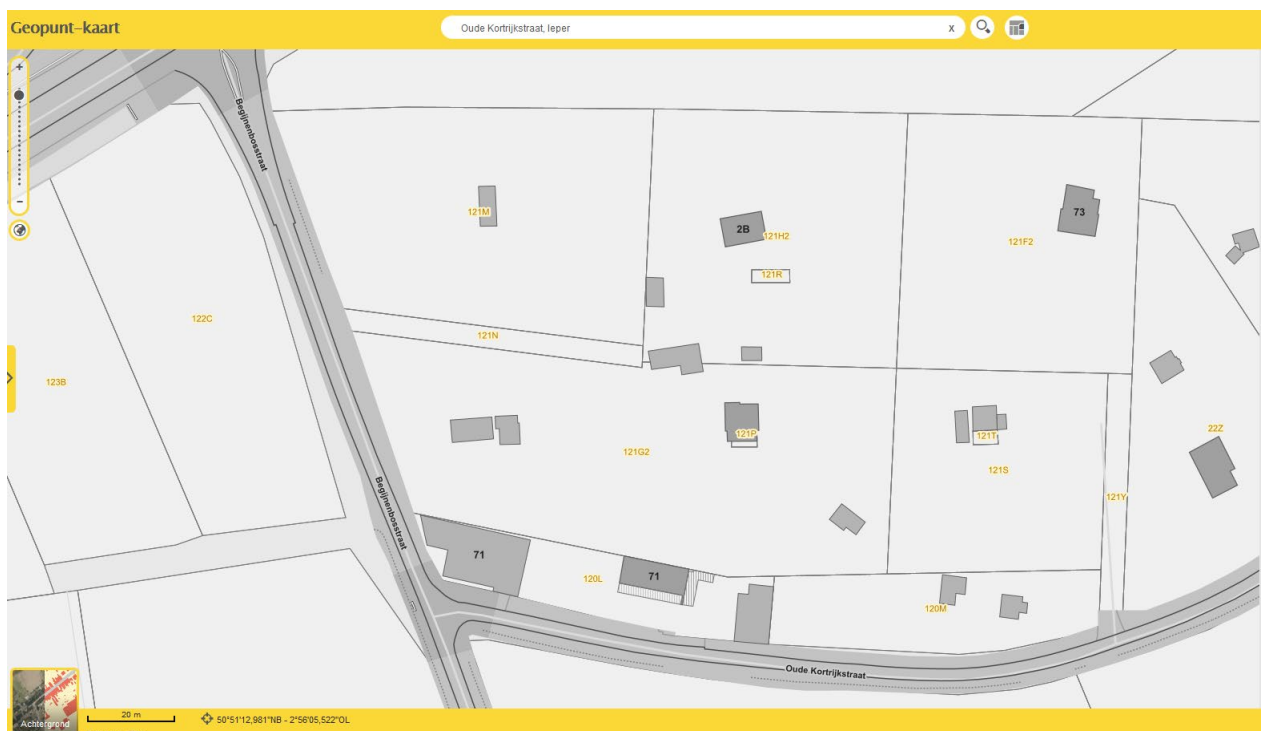 Geopunt-kaart
Oude Kortrijkstraat, Ieper
x
+
Begijnenbosstraat
121M
2B
121H2
73
121F2
121R
122C
121N
123B
121P
121T
22Z
121G2
121S
121Y
Begijnenbosstraat
71
120L
71
120M
Oude Kortrijkstraat
Achtergrond
20 m
50°51'12,981"NB - 2°56'05,522"OL